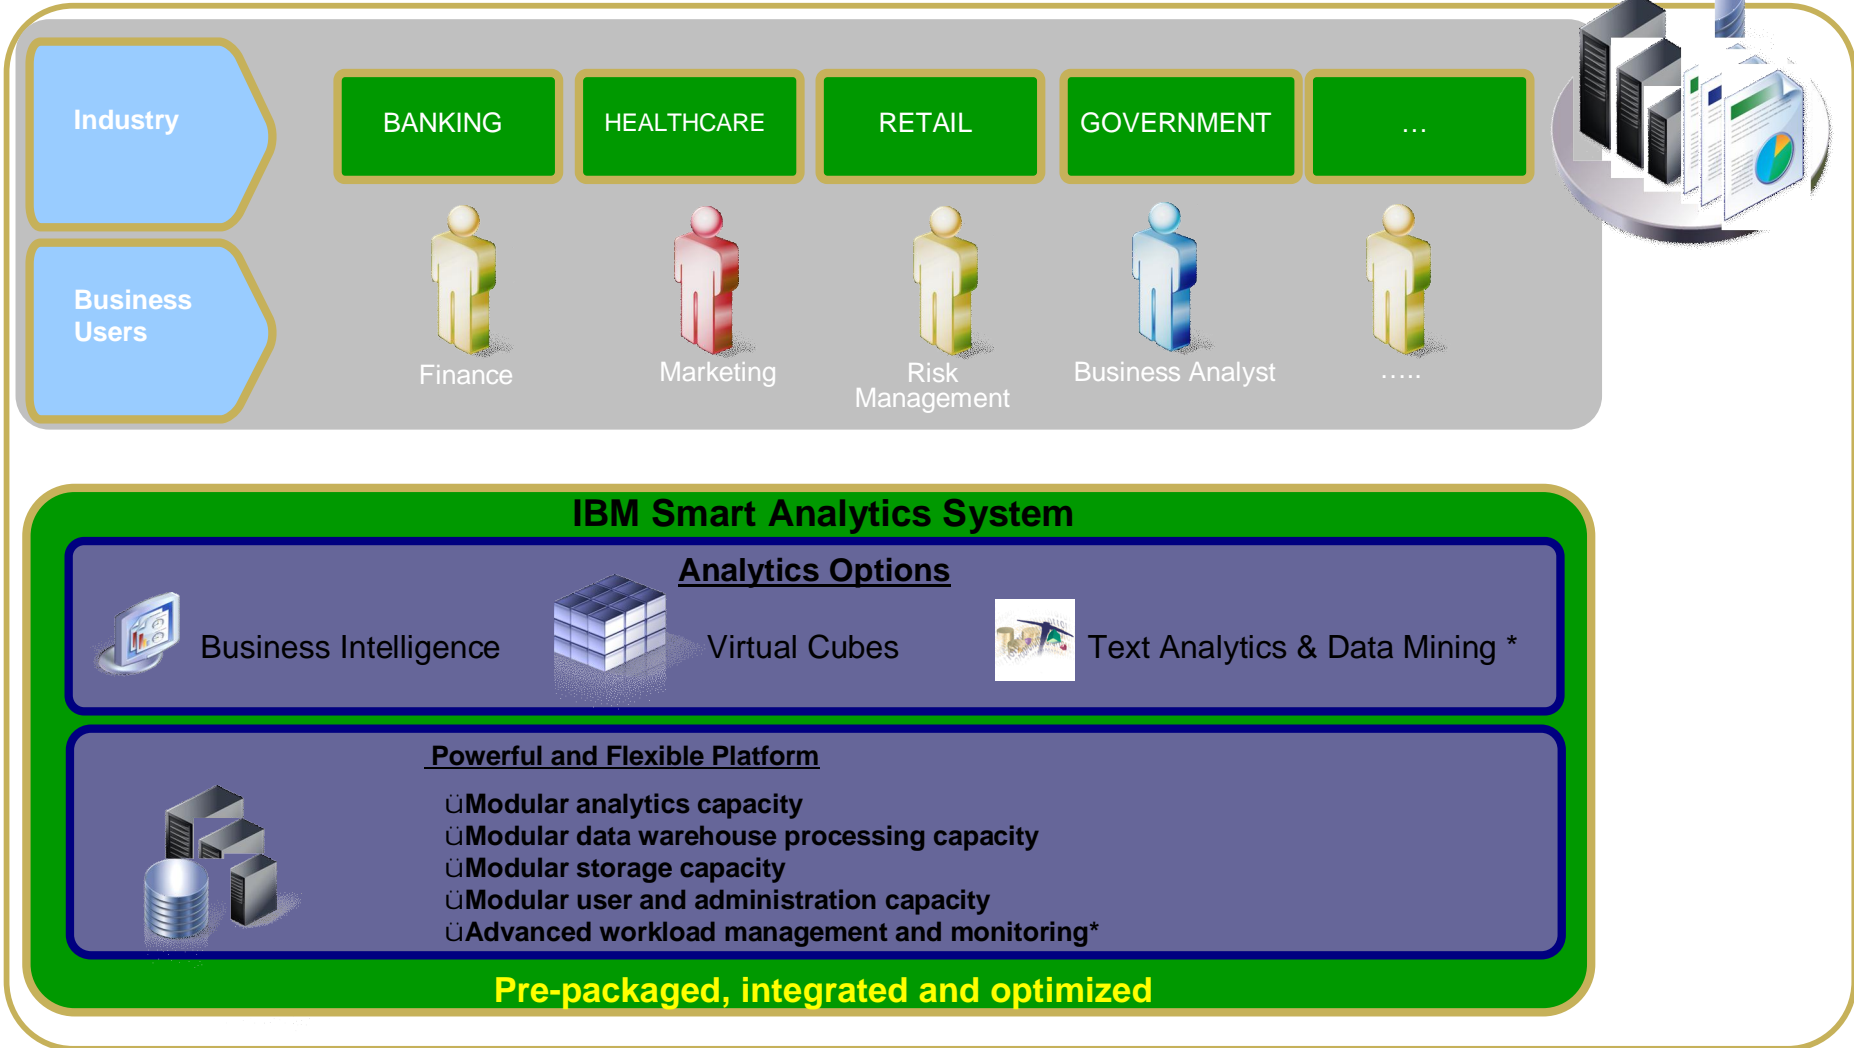 Industry
BANKING
HEALTHCARE
RETAIL
GOVERNMENT
...
Business
Users
Finance
Marketing
Risk
Management
Business Analyst
.....
IBM Smart Analytics System
Analytics Options
Business Intelligence
Virtual Cubes
Text Analytics & Data Mining *
Powerful and Flexible Platform
üModular analytics capacity
üModular data warehouse processing capacity
üModular storage capacity
üModular user and administration capacity
üAdvanced workload management and monitoring*
Pre-packaged, integrated and optimized